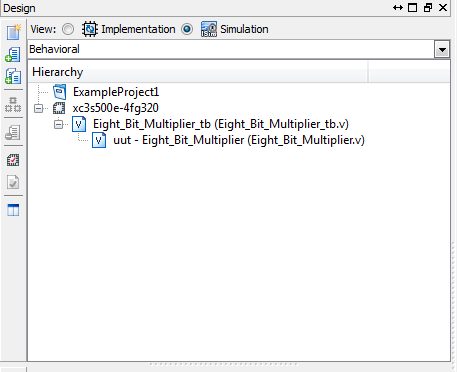 Design
View: Implementation Simulation
Behavioral
Hierarchy
ExampleProject1
xc3s500e-4fg320
Eight_Bit_Multiplier_tb (Eight_Bit_Multiplier_tb.v)
uut - Eight_Bit_Multiplier (Eight_Bit_Multiplier.v)